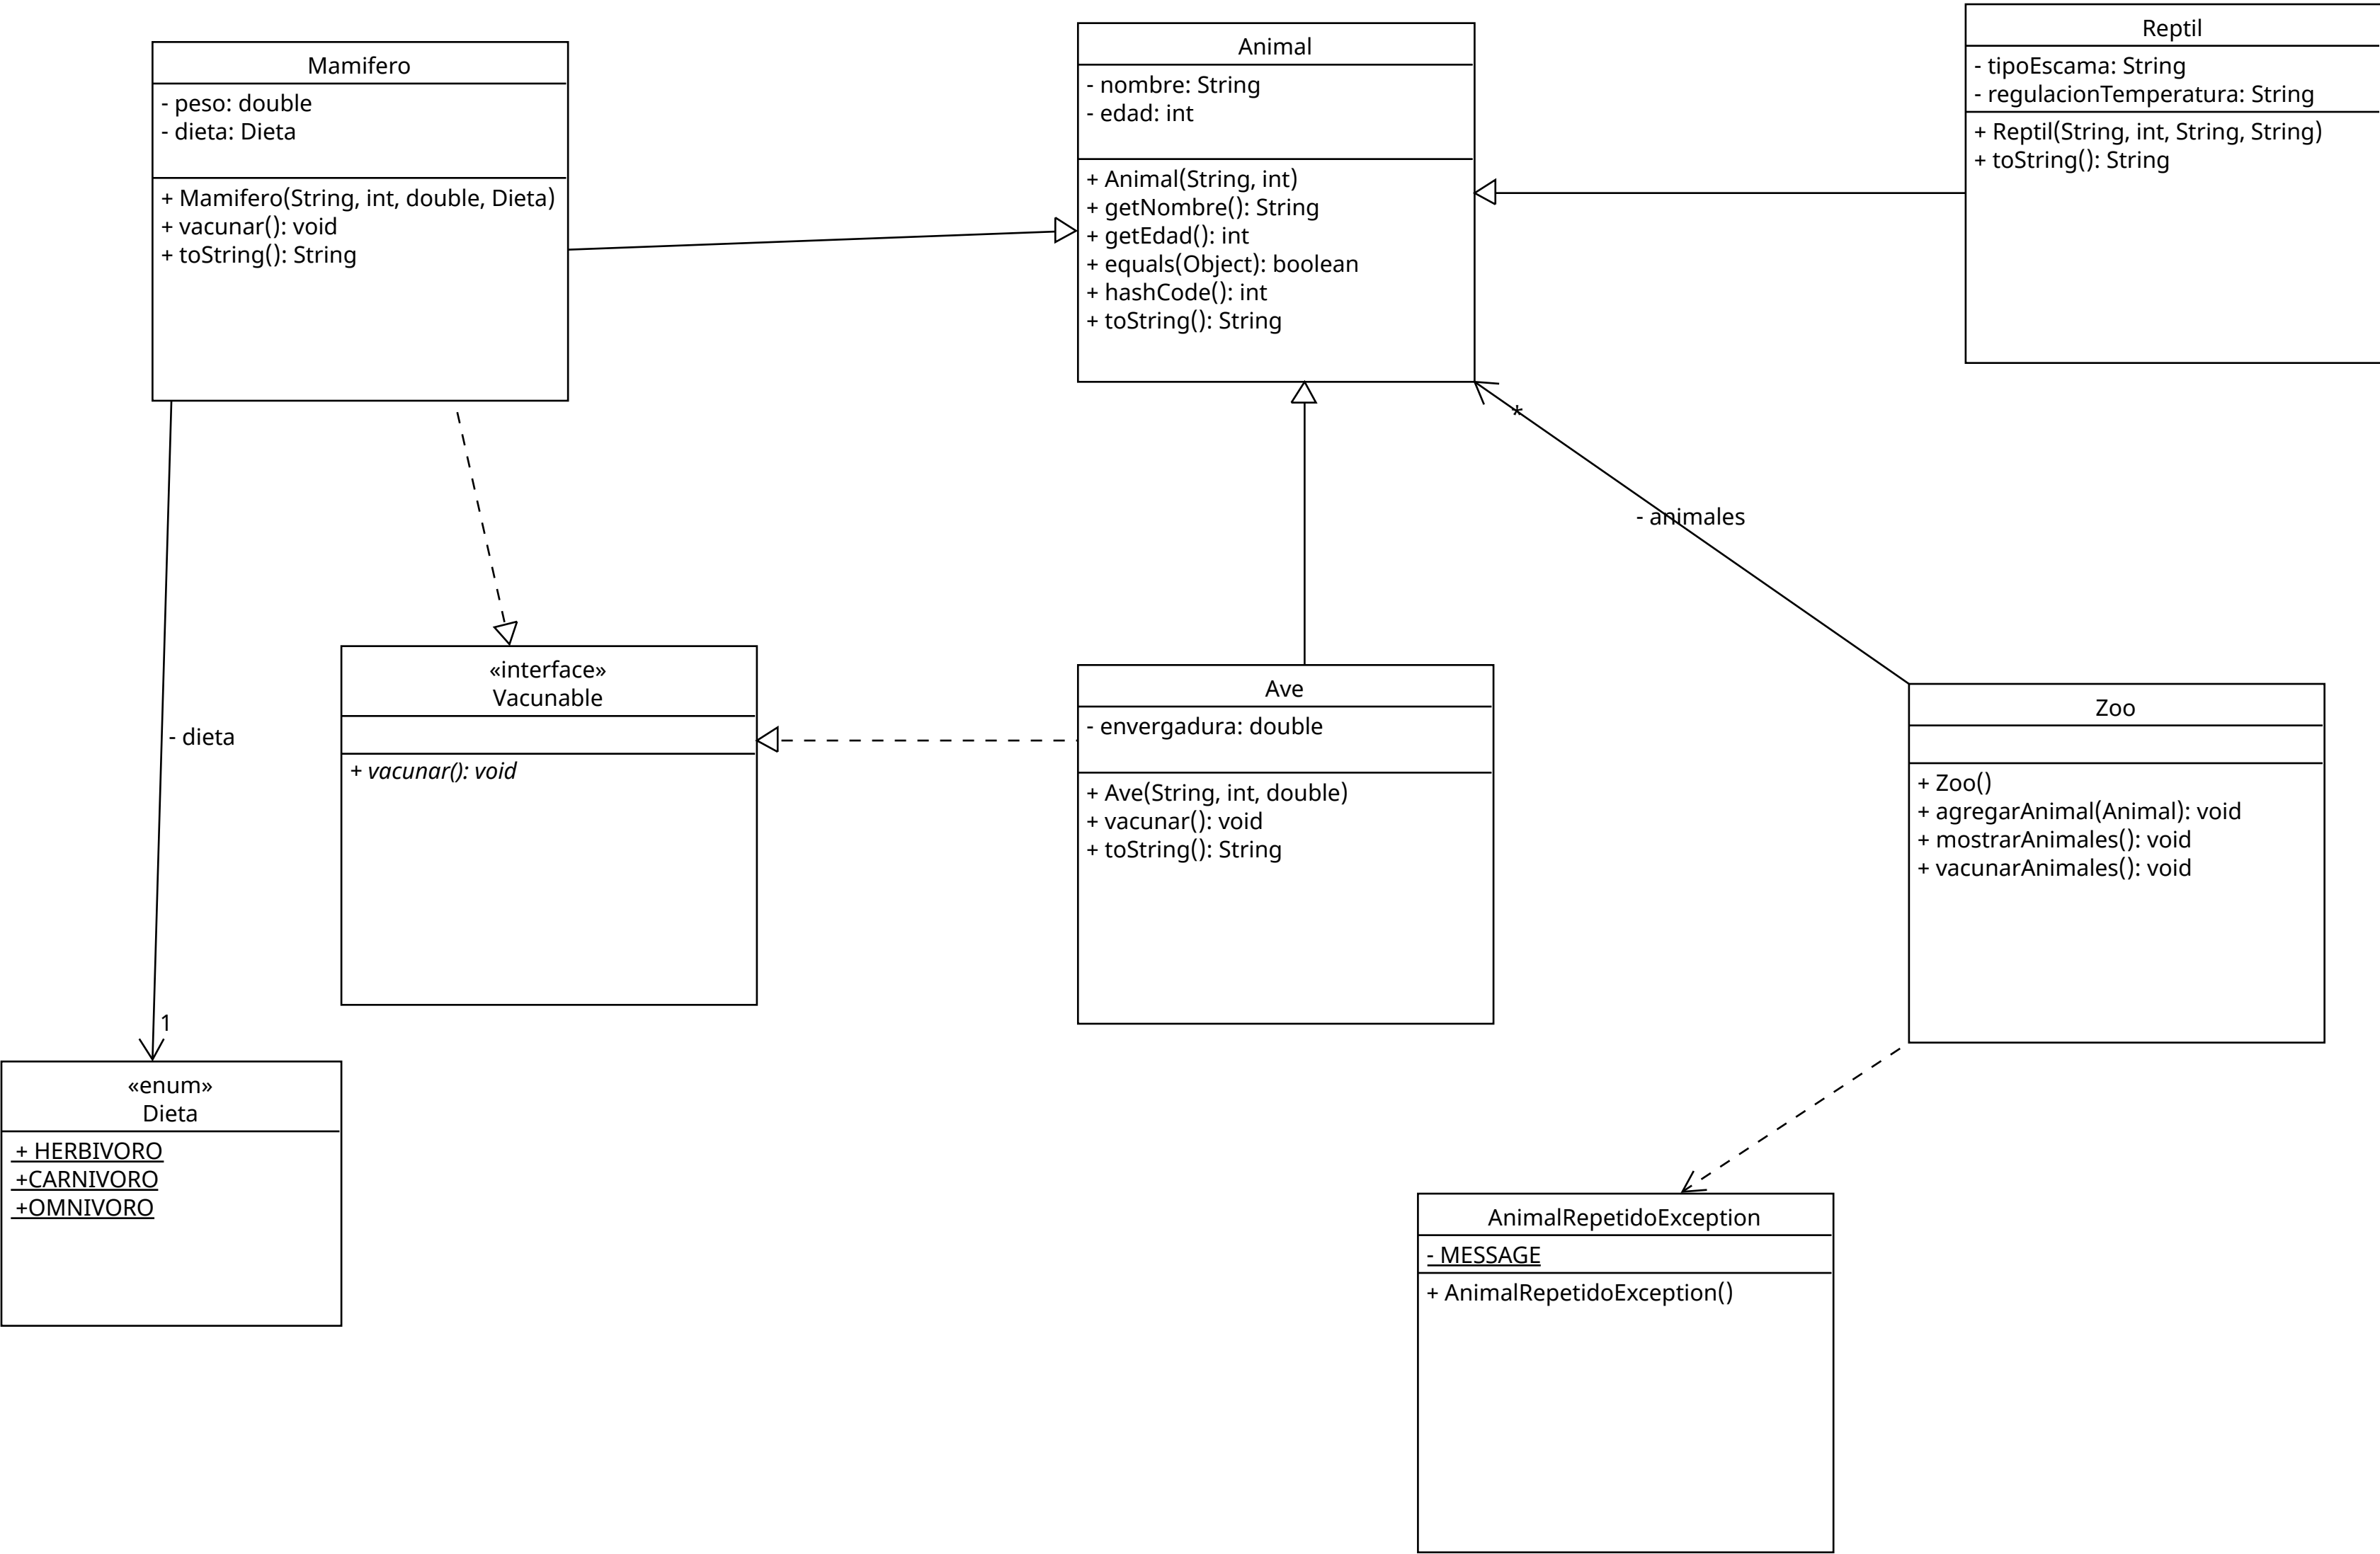 Mamifero
- peso: double
- dieta: Dieta
+ Mamifero(String, int, double, Dieta)
+ vacunar(): void
+ toString(): String
Animal
- nombre: String
- edad: int
+ Animal(String, int)
+ getNombre(): String
+ getEdad(): int
+ equals(Object): boolean
+ hashCode(): int
+ toString(): String
Reptil
- tipoEscama: String
- regulacionTemperatura: String
+ Reptil(String, int, String, String)
+ toString(): String
*
- animales
- dieta
1
«interface»
Vacunable
+ vacunar(): void
Ave
- envergadura: double
+ Ave(String, int, double)
+ vacunar(): void
+ toString(): String
Zoo
+ Zoo()
+ agregarAnimal(Animal): void
+ mostrarAnimales(): void
+ vacunarAnimales(): void
«enum»
Dieta
+ HERBIVORO
+CARNIVORO
+OMNIVORO
AnimalRepetidoException
- MESSAGE
+ AnimalRepetidoException()